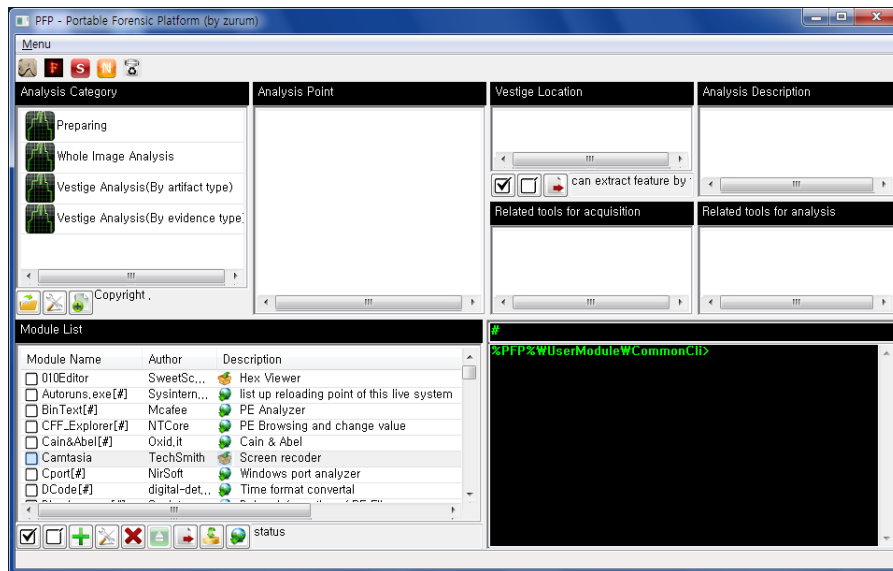 PFP - Portable Forensic Platform (by zurum)
Menu
F S N
Analysis Category
Analysis Point
Vestige Location
Analysis Description
Preparing
Whole Image Analysis
Vestige Analysis(By artifact type)
Vestige Analysis(By evidence type)
can extract feature by
Related tools for acquisition
Related tools for analysis
Copyright .
Module List
#
%PFP%₩UserModule₩CommonCli>
Module Name Author Description
010Editor SweetSc... Hex Viewer
Autoruns.exe[#] Sysintern... list up reloading point of this live system
BinText[#] Mcafee PE Analyzer
CFF_Explorer[#] NTCore PE Browsing and change value
Cain&Abel[#] Oxid.it Cain & Abel
Camtasia TechSmith Screen recoder
Cport[#] NirSoft Windows port analyzer
DCode[#] digital-det... Time format convertal
status